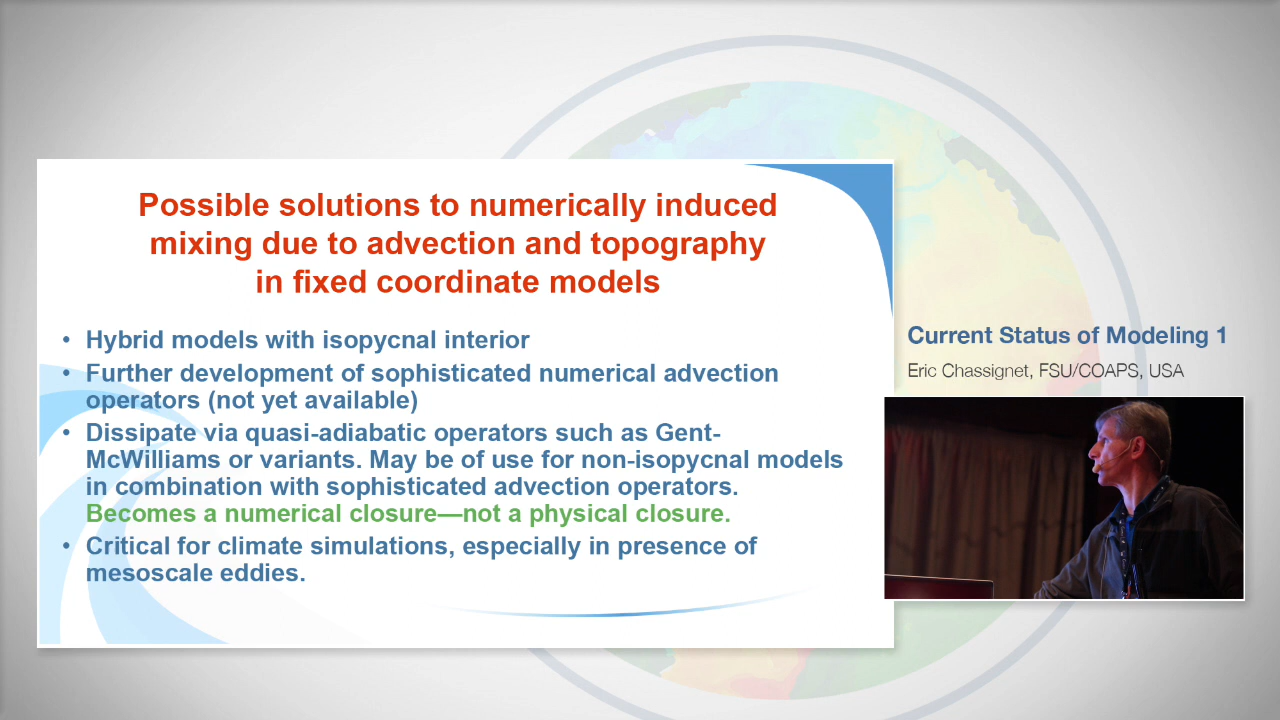 Possible solutions to numerically induced
mixing due to advection and topography
in fixed coordinate models
• Hybrid models with isopycnal interior
• Further development of sophisticated numerical advection
operators (not yet available)
• Dissipate via quasi-adiabatic operators such as Gent-
McWilliams or variants. May be of use for non-isopycnal models
in combination with sophisticated advection operators.
Becomes a numerical closure—not a physical closure.
• Critical for climate simulations, especially in presence of
mesoscale eddies.
Current Status of Modeling 1
Eric Chassignet, FSU/COAPS, USA